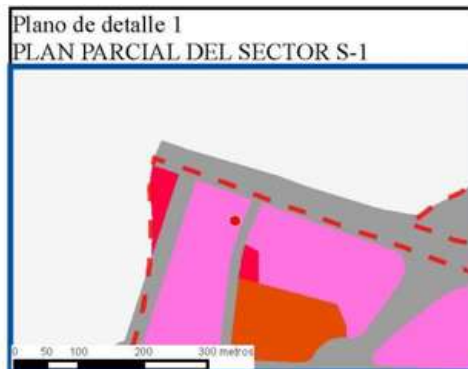 Plano de detalle 1
PLAN PARCIAL DEL SECTOR S-1
0 50 100 200 300 metros